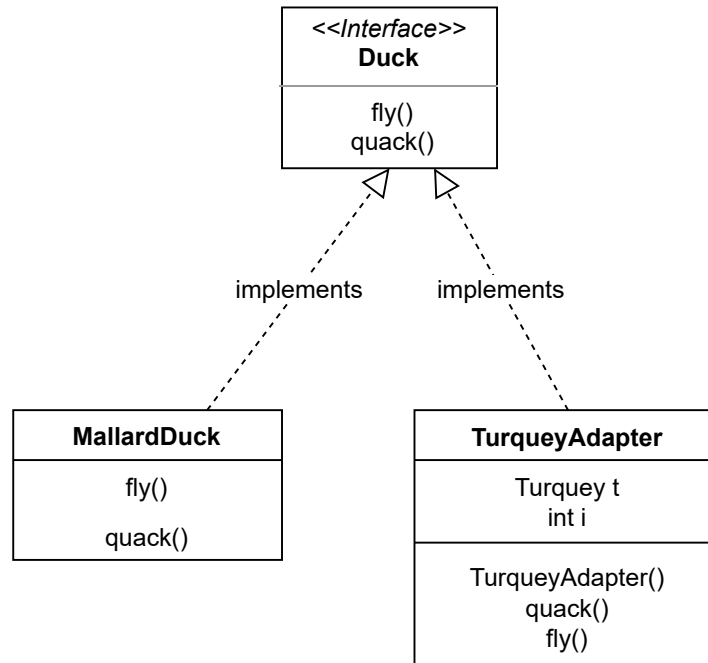 <<Interface>>
Duck
fly()
quack()
implements
implements
MallardDuck
fly()
quack()
TurqueyAdapter
Turquey t
int i
TurqueyAdapter()
quack()
fly()